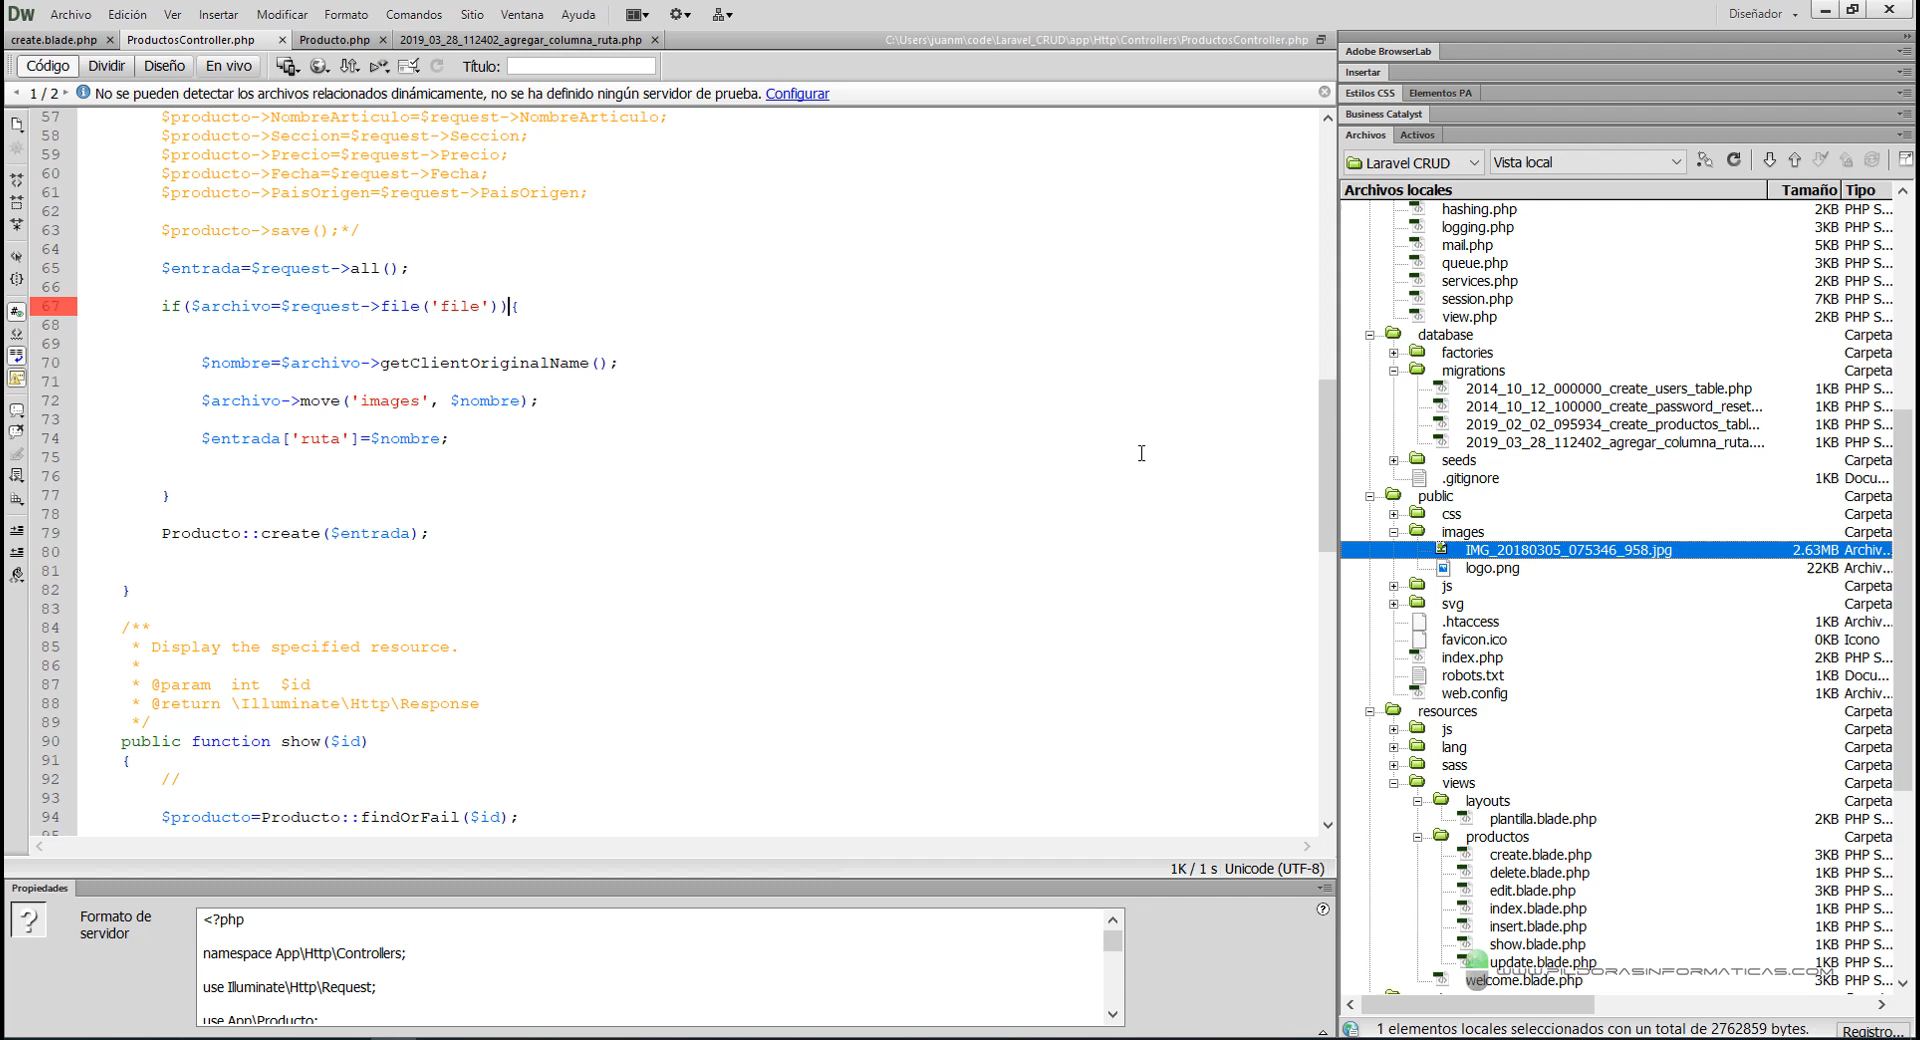 Dw Archivo Edición Ver Insertar Modificar Formato Comandos Sitio Ventana Ayuda Diseñador
create.blade.php ProductosController.php Producto.php 2019_03_28_112402_agregar_columna_ruta.php C:\Users\juanm\code\Laravel_CRUD\app\Http\Controllers\ProductosController.php
Código Dividir Diseño En vivo Título:
1 / 2 No se pueden detectar los archivos relacionados dinámicamente, no se ha definido ningún servidor de prueba. Configurar
57 $producto->NombreArticulo=$request->NombreArticulo;
58 $producto->Seccion=$request->Seccion;
59 $producto->Precio=$request->Precio;
60 $producto->Fecha=$request->Fecha;
61 $producto->PaisOrigen=$request->PaisOrigen;
62
63 $producto->save();*/
64
65 $entrada=$request->all();
66
67 if($archivo=$request->file('file')){
68
69
70 $nombre=$archivo->getClientOriginalName();
71
72 $archivo->move('images', $nombre);
73
74 $entrada['ruta']=$nombre;
75
76
77 }
78
79 Producto::create($entrada);
80
81
82 }
83
84 /**
85 * Display the specified resource.
86 *
87 * @param int $id
88 * @return \Illuminate\Http\Response
89 */
90 public function show($id)
91 {
92 //
93
94 $producto=Producto::findOrFail($id);
95
1K / 1 s Unicode (UTF-8)
Propiedades
Formato de
servidor
<?php
namespace App\Http\Controllers;
use Illuminate\Http\Request;
use App\Producto;
Adobe BrowserLab
Insertar
Estilos CSS Elementos PA
Business Catalyst
Archivos Activos
Laravel CRUD Vista local
Archivos locales Tamaño Tipo
hashing.php 2KB PHP S...
logging.php 3KB PHP S...
mail.php 5KB PHP S...
queue.php 3KB PHP S...
services.php 1KB PHP S...
session.php 7KB PHP S...
view.php 2KB PHP S...
database Carpeta
factories Carpeta
migrations Carpeta
2014_10_12_000000_create_users_table.php 1KB PHP S...
2014_10_12_100000_create_password_reset... 1KB PHP S...
2019_02_02_095934_create_productos_tabl... 1KB PHP S...
2019_03_28_112402_agregar_columna_ruta.... 1KB PHP S...
seeds Carpeta
.gitignore 1KB Docu...
public Carpeta
css Carpeta
images Carpeta
IMG_20180305_075346_958.jpg 2.63MB Archiv...
logo.png 22KB Archiv...
js Carpeta
svg Carpeta
.htaccess 1KB Archiv...
favicon.ico 0KB Icono
index.php 2KB PHP S...
robots.txt 1KB Docu...
web.config 1KB Archiv...
resources Carpeta
js Carpeta
lang Carpeta
sass Carpeta
views Carpeta
layouts Carpeta
plantilla.blade.php 2KB PHP S...
productos Carpeta
create.blade.php 3KB PHP S...
delete.blade.php 1KB PHP S...
edit.blade.php 3KB PHP S...
index.blade.php 1KB PHP S...
insert.blade.php 1KB PHP S...
show.blade.php 1KB PHP S...
update.blade.php 1KB PHP S...
WWW.PILDORASINFORMATICAS.COM
welcome.blade.php 3KB PHP S...
1 elementos locales seleccionados con un total de 2762859 bytes. Registro...